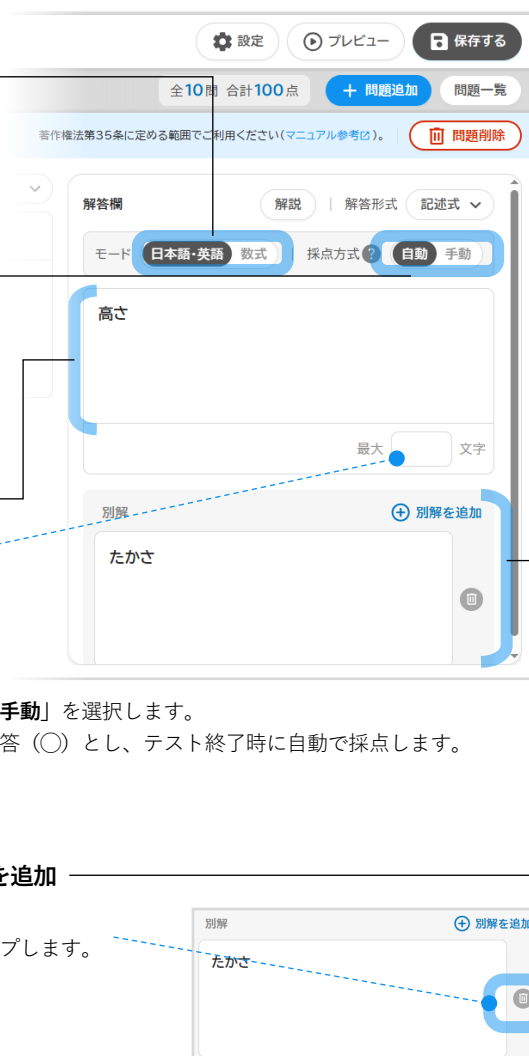 設定 プレビュー 保存する
全10問 合計100点 ＋ 問題追加 問題一覧
著作権法第35条に定める範囲でご利用ください(マニュアル参考)。 問題削除
解答欄 解説 | 解答形式 記述式
モード 日本語・英語 数式 | 採点方式 ? 自動 手動
高さ
最大 文字
別解 別解を追加
たかさ
手動」を選択します。
答（◯）とし、テスト終了時に自動で採点します。
を追加
別解 別解を追加
プします。
たかさ